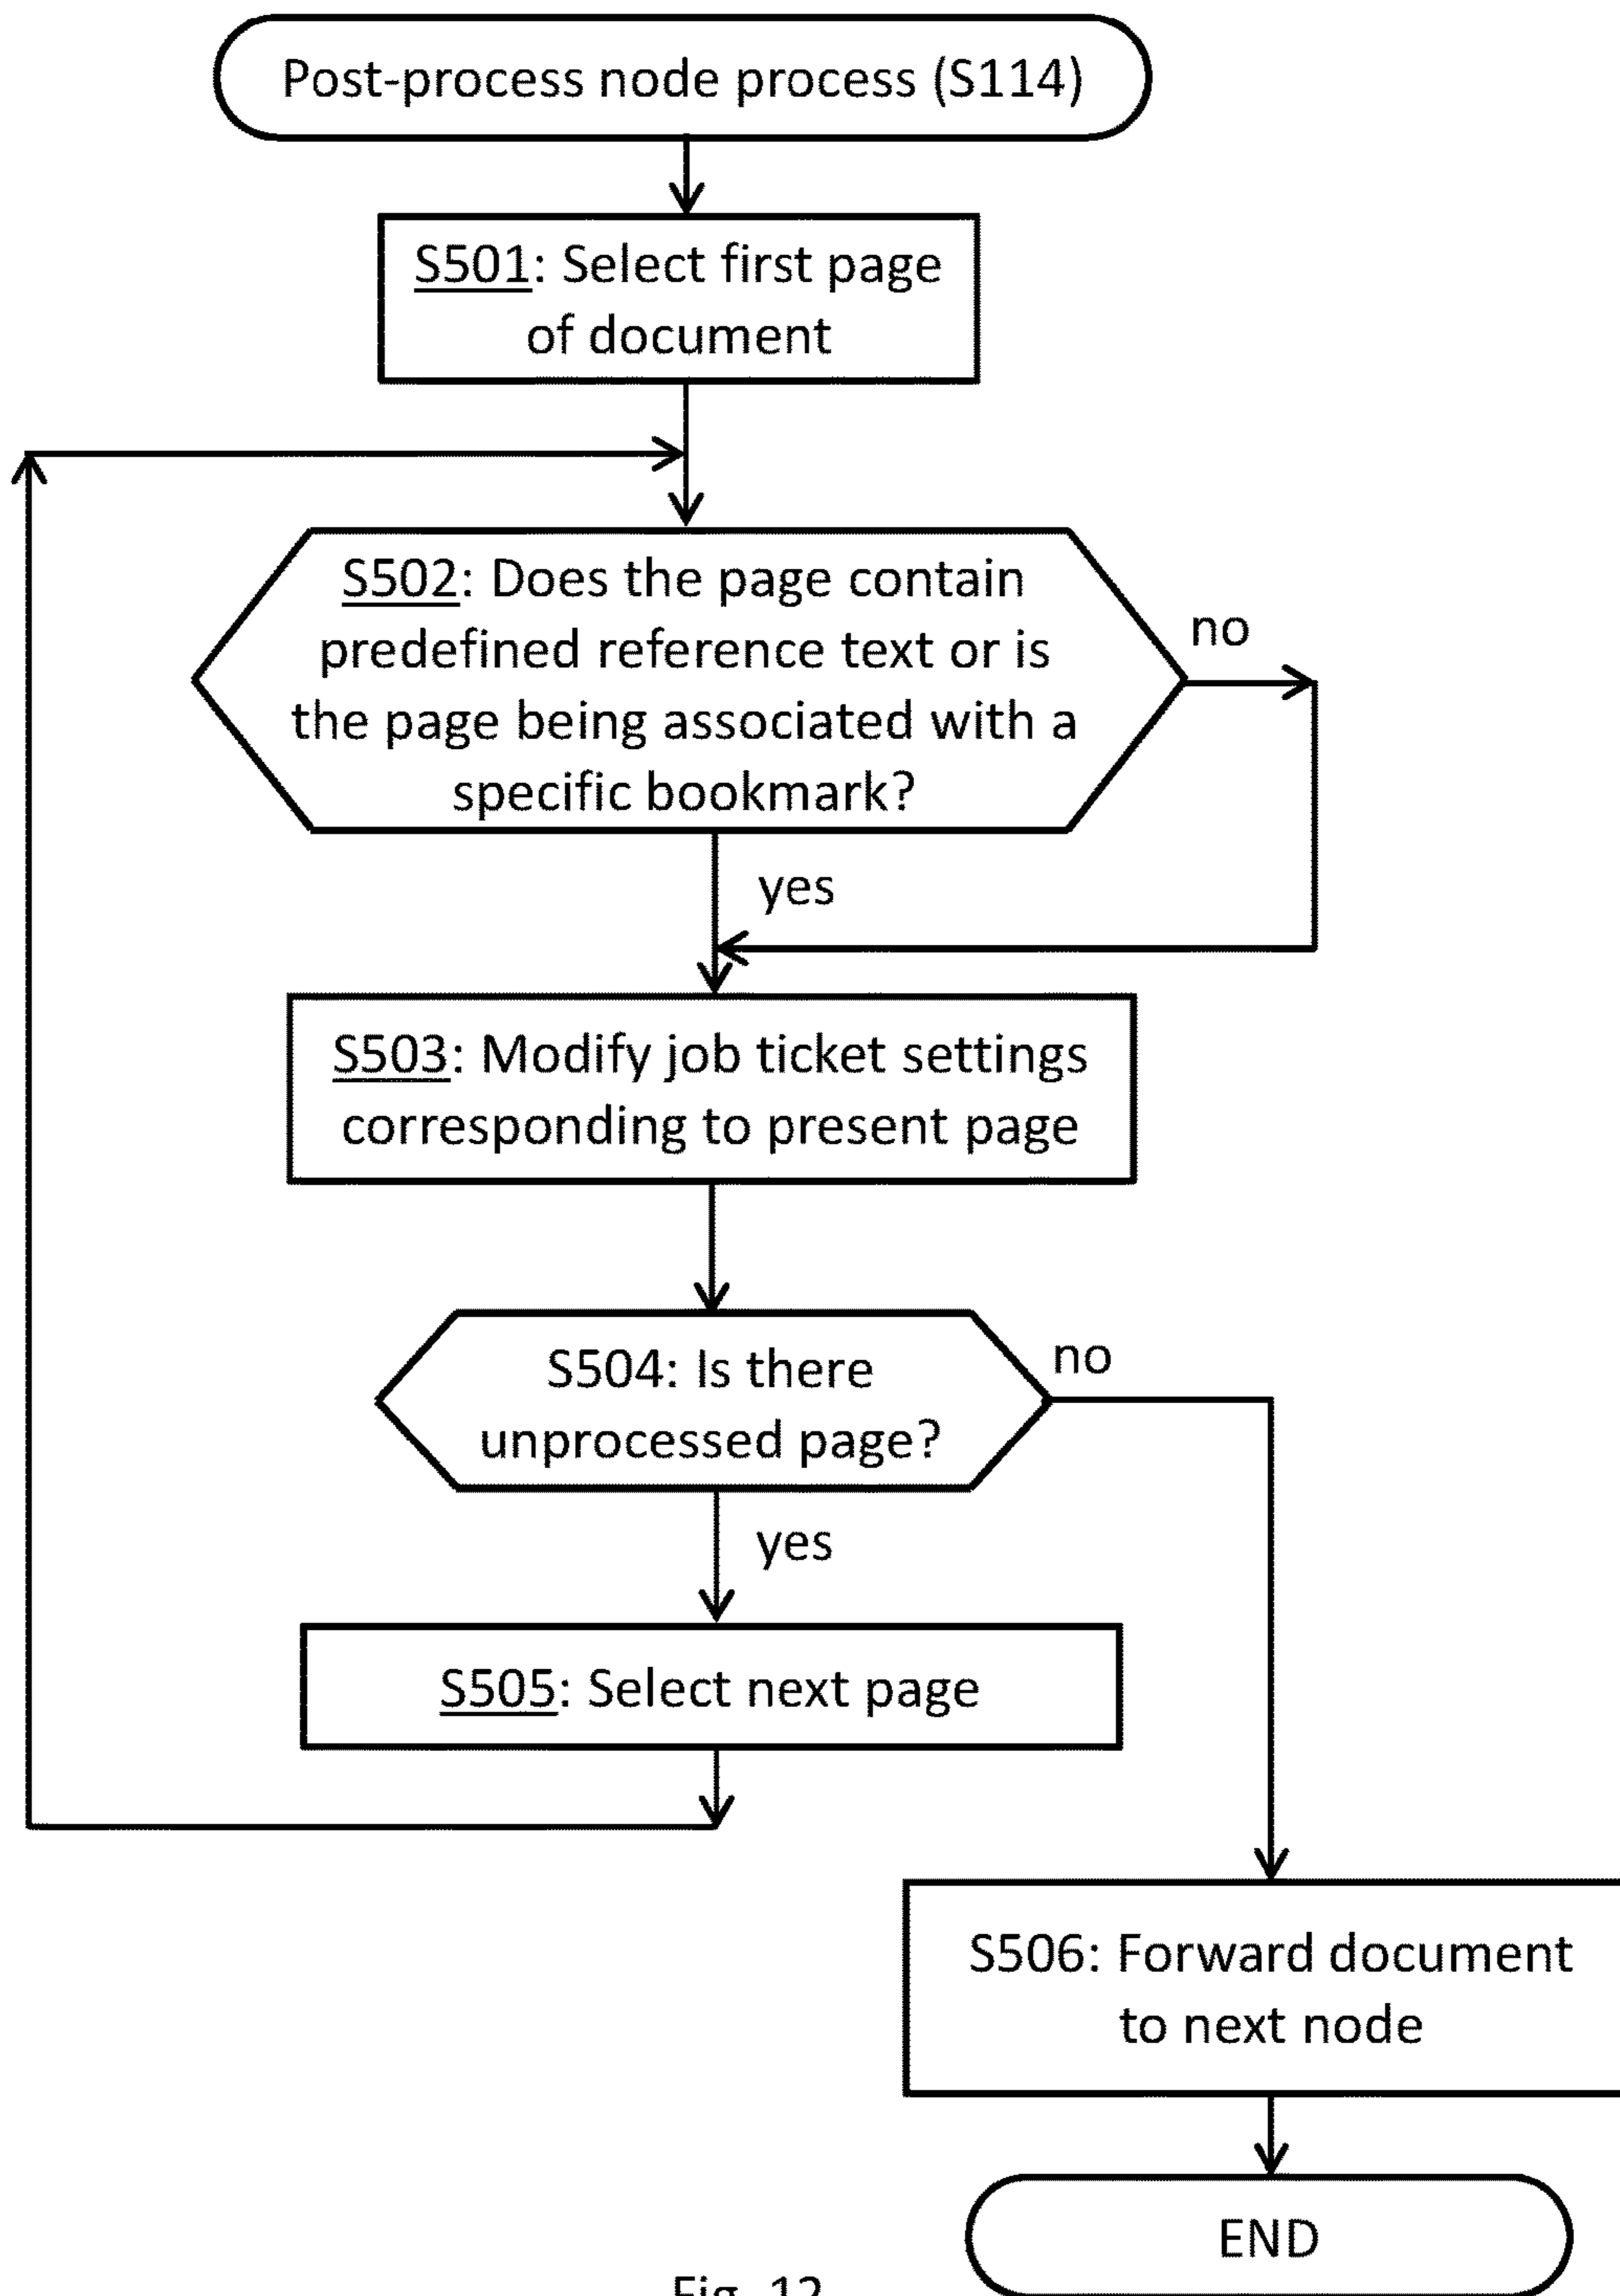 Post-process node process (S114)
S501: Select first page
of document
S502: Does the page contain
predefined reference text or is
the page being associated with a
specific bookmark?
no
yes
S503: Modify job ticket settings
corresponding to present page
S504: Is there
unprocessed page?
no
yes
S505: Select next page
S506: Forward document
to next node
END
Fig. 12